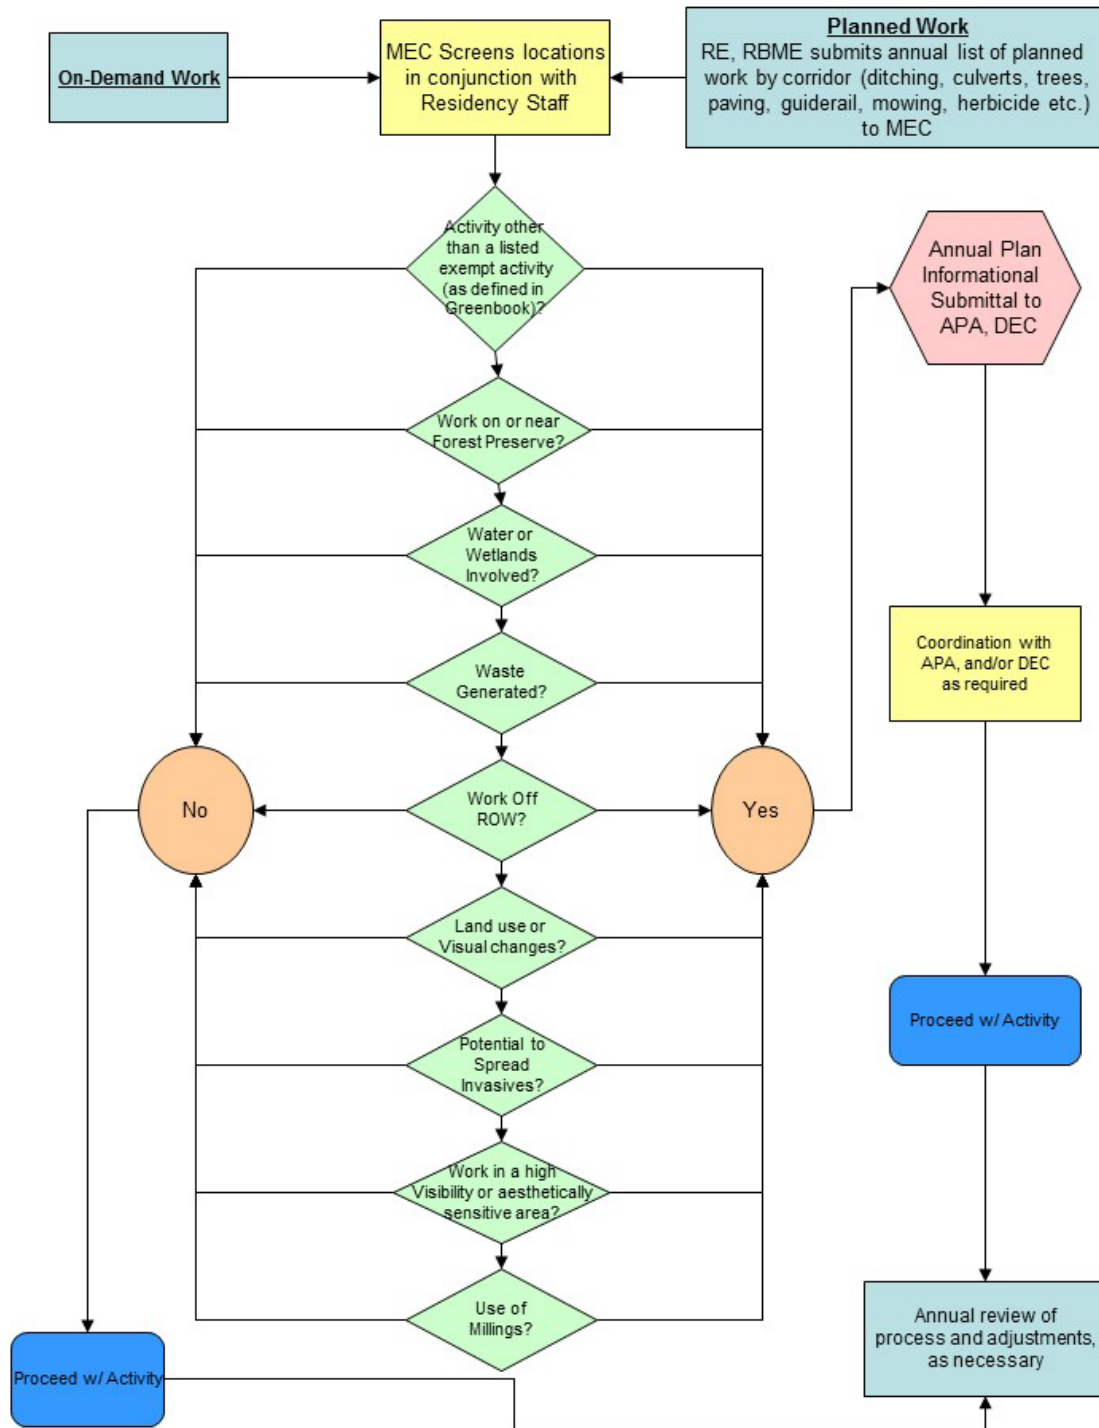 On-Demand Work
MEC Screens locations
in conjunction with
Residency Staff
Planned Work
RE, RBME submits annual list of planned
work by corridor (ditching, culverts, trees,
paving, guiderail, mowing, herbicide etc.)
to MEC
Activity other
than a listed
exempt activity
(as defined in
Greenbook)?
Annual Plan
Informational
Submittal to
APA, DEC
Work on or near
Forest Preserve?
Water or
Wetlands
Involved?
Waste
Generated?
Coordination with
APA, and/or DEC
as required
No
Work Off
ROW?
Yes
Land use or
Visual changes?
Proceed w/ Activity
Potential to
Spread
Invasives?
Work in a high
Visibility or aesthetically
sensitive area?
Use of
Millings?
Annual review of
process and adjustments,
as necessary
Proceed w/ Activity